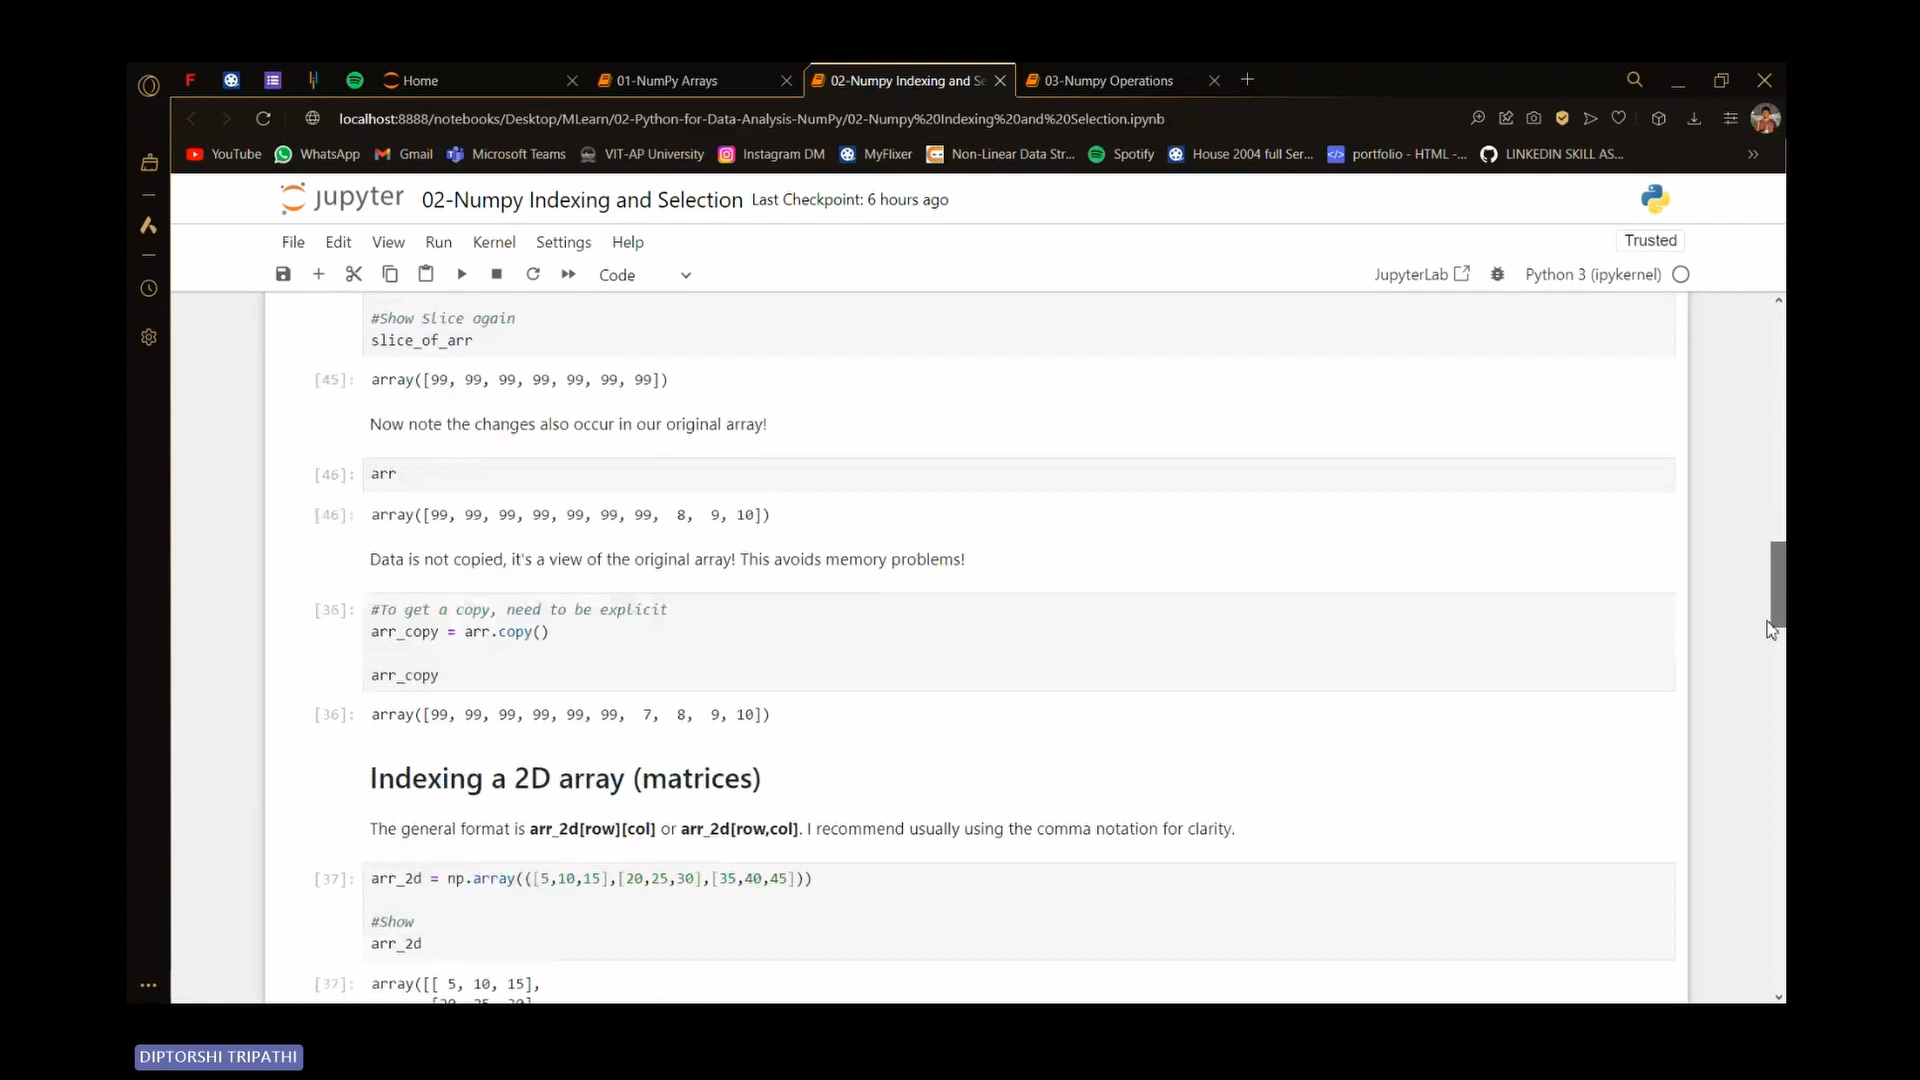 Home
01-NumPy Arrays
02-Numpy Indexing and Se
03-Numpy Operations
localhost:8888/notebooks/Desktop/MLearn/02-Python-for-Data-Analysis-NumPy/02-Numpy%20Indexing%20and%20Selection.ipynb
YouTube WhatsApp Gmail Microsoft Teams VIT-AP University Instagram DM MyFlixer Non-Linear Data Str... Spotify House 2004 full Ser... portfolio - HTML -... LINKEDIN SKILL AS...
jupyter 02-Numpy Indexing and Selection Last Checkpoint: 6 hours ago
File Edit View Run Kernel Settings Help
Trusted
Code
JupyterLab
Python 3 (ipykernel)
#Show Slice again
slice_of_arr
[45]: array([99, 99, 99, 99, 99, 99, 99])
Now note the changes also occur in our original array!
[46]: arr
[46]: array([99, 99, 99, 99, 99, 99, 99, 8, 9, 10])
Data is not copied, it's a view of the original array! This avoids memory problems!
[36]: #To get a copy, need to be explicit
arr_copy = arr.copy()
arr_copy
[36]: array([99, 99, 99, 99, 99, 99, 7, 8, 9, 10])
Indexing a 2D array (matrices)
The general format is arr_2d[row][col] or arr_2d[row,col]. I recommend usually using the comma notation for clarity.
[37]: arr_2d = np.array(([5,10,15],[20,25,30],[35,40,45]))
#Show
arr_2d
[37]: array([[ 5, 10, 15],
DIPTORSHI TRIPATHI